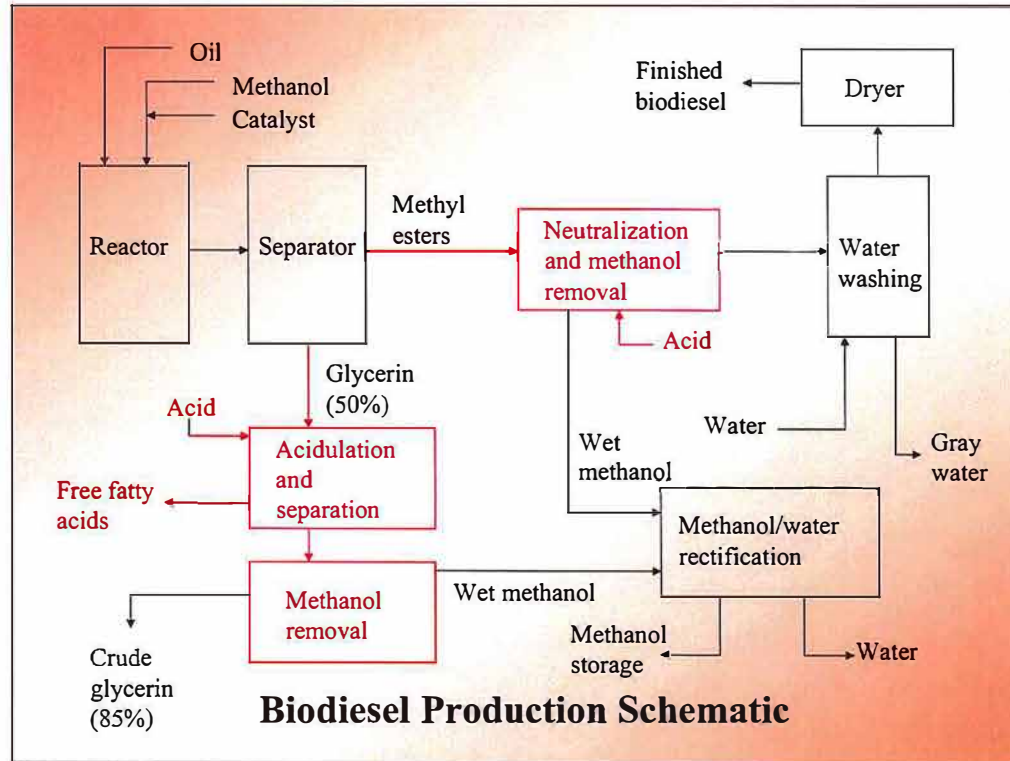 Oil
Methanol
Catalyst
Finished
biodiesel
Dryer
Reactor
Separator
Methyl
esters
Neutralization
and methanol
removal
Water
washing
Acid
Glycerin
(50%)
Acid
Water
Gray
water
Wet
methanol
Acidulation
and
separation
Free fatty
acids
Methanol/water
rectification
Methanol
removal
Wet methanol
Crude
glycerin
(85%)
Methanol
storage
Water
Biodiesel Production Schematic